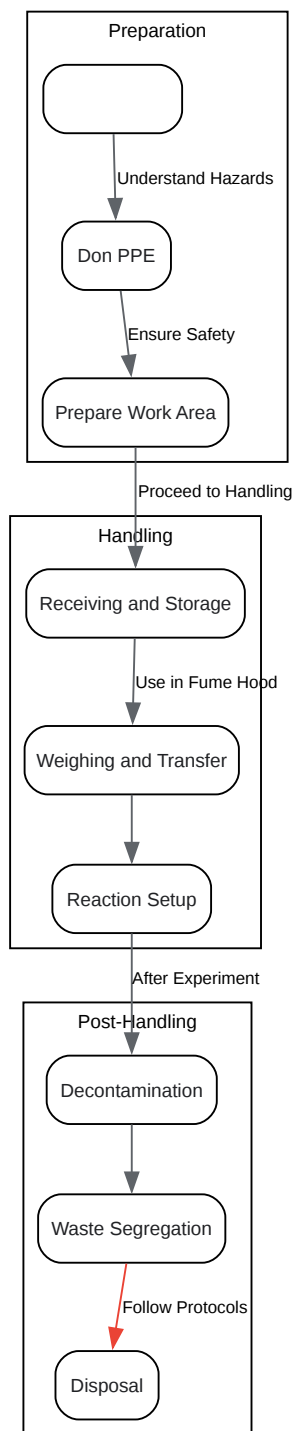 Preparation
Understand Hazards
Don PPE
Ensure Safety
Prepare Work Area
Proceed to Handling
Handling
Receiving and Storage
Use in Fume Hood
Weighing and Transfer
Reaction Setup
After Experiment
Post-Handling
Decontamination
Waste Segregation
Follow Protocols
Disposal